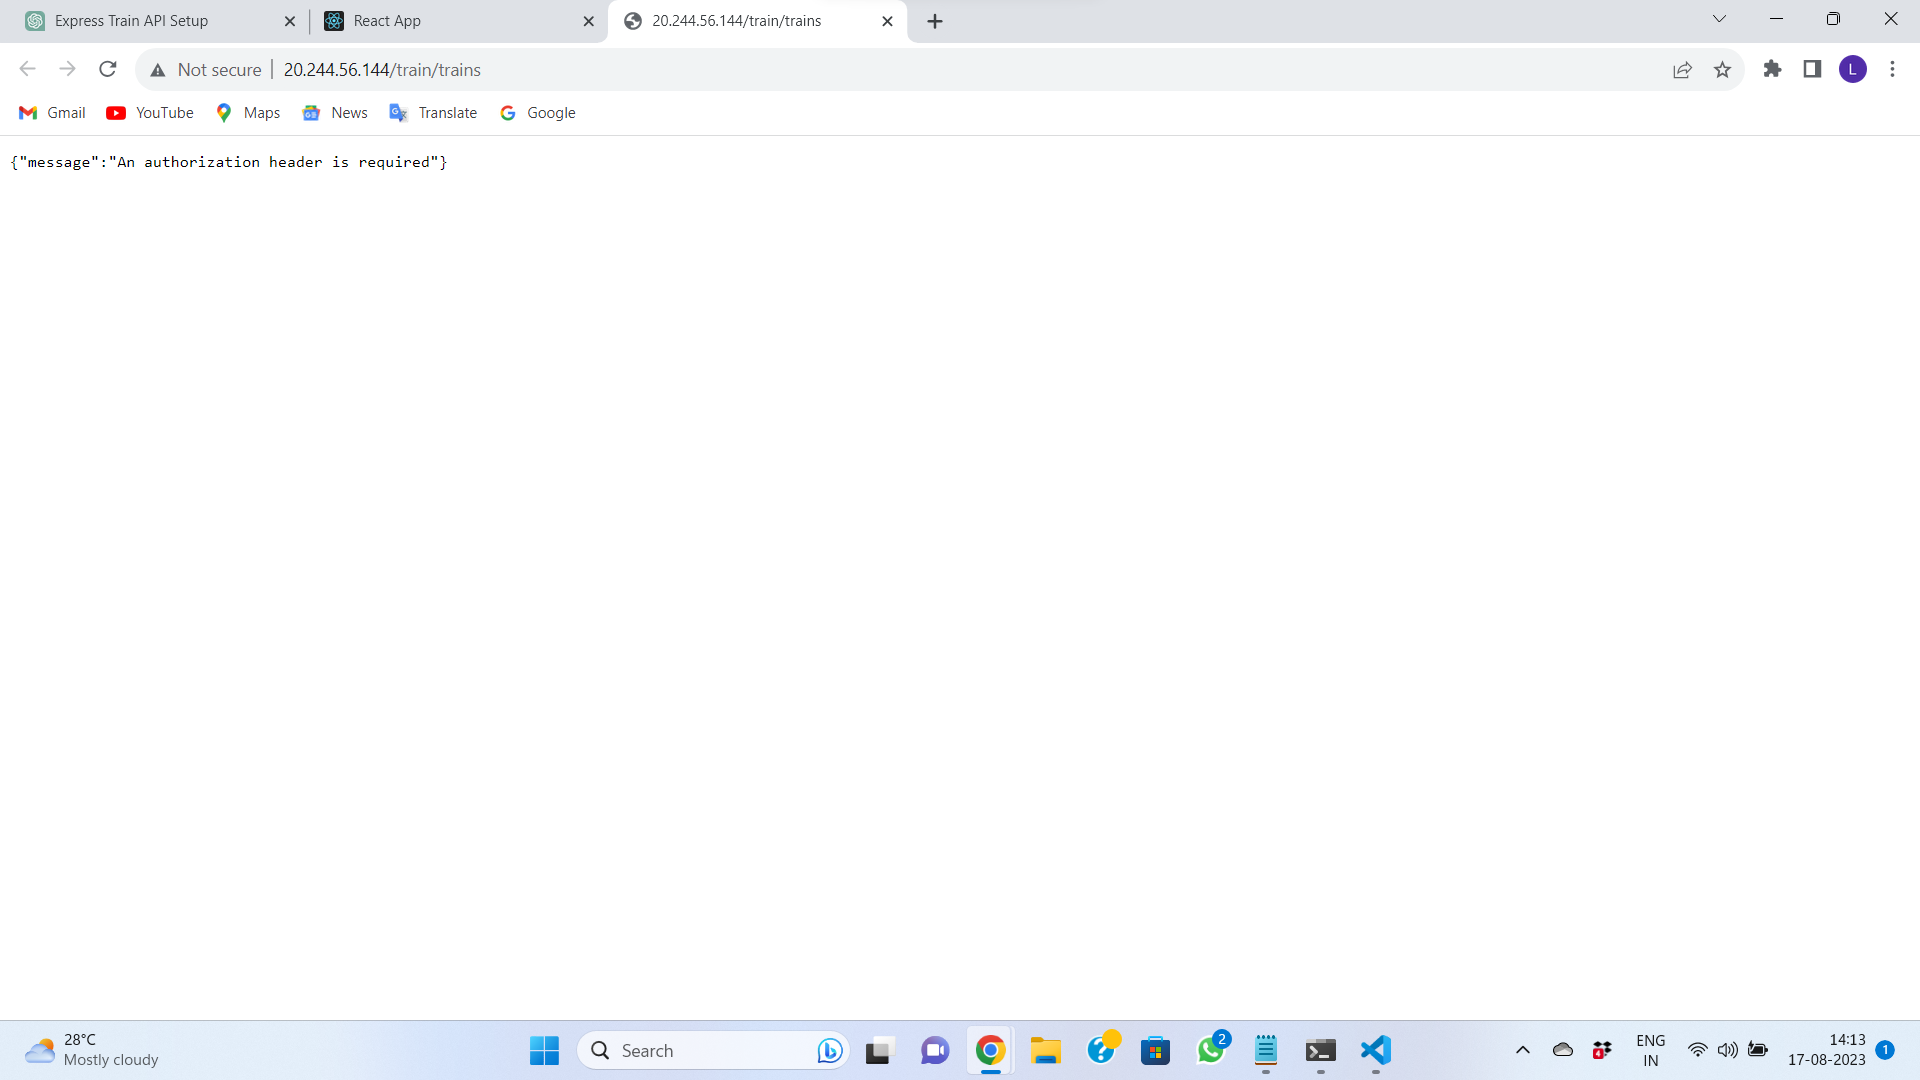 Express Train API Setup
React App
20.244.56.144/train/trains
Not secure
20.244.56.144/train/trains
L
Gmail
YouTube
Maps
News
Translate
Google
{"message":"An authorization header is required"}
28°C
Mostly cloudy
Search
2
4
ENG
IN
14:13
17-08-2023
1